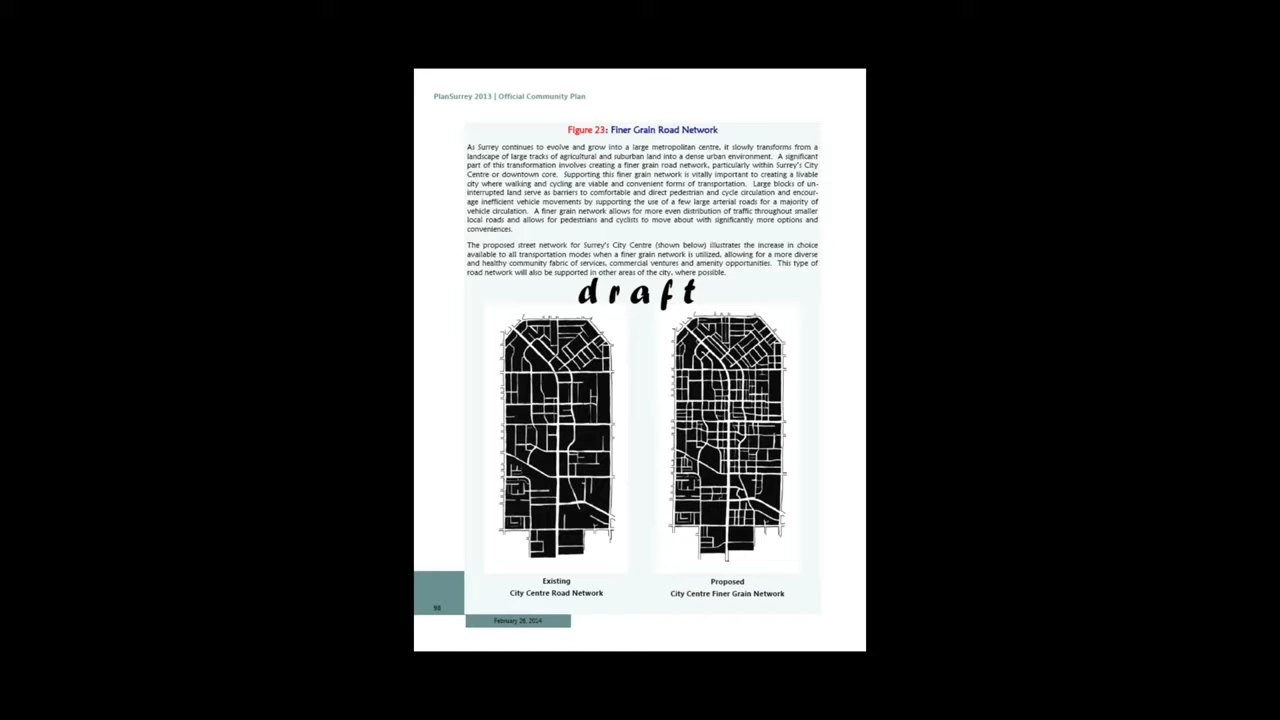 PlanSurrey 2013 | Official Community Plan
Figure 23: Finer Grain Road Network
As Surrey continues to evolve and grow into a large metropolitan centre, it slowly transforms from a
landscape of large tracks of agricultural and suburban land into a dense urban environment. A significant
part of this transformation involves creating a finer grain road network, particularly within Surrey's City
Centre or downtown core. Supporting this finer grain network is vitally important to creating a livable
city where walking and cycling are viable and convenient forms of transportation. Large blocks of un-
interrupted land serve as barriers to comfortable and direct pedestrian and cycle circulation and encour-
age inefficient vehicle movements by supporting the use of a few large arterial roads for a majority of
vehicle circulation. A finer grain network allows for more even distribution of traffic throughout smaller
local roads and allows for pedestrians and cyclists to move about with significantly more options and
conveniences.
The proposed street network for Surrey's City Centre (shown below) illustrates the increase in choice
available to all transportation modes when a finer grain network is utilized, allowing for a more diverse
and healthy community fabric of services, commercial ventures and amenity opportunities. This type of
road network will also be supported in other areas of the city, where possible.
draft
Existing
City Centre Road Network
Proposed
City Centre Finer Grain Network
98
February 28, 2014